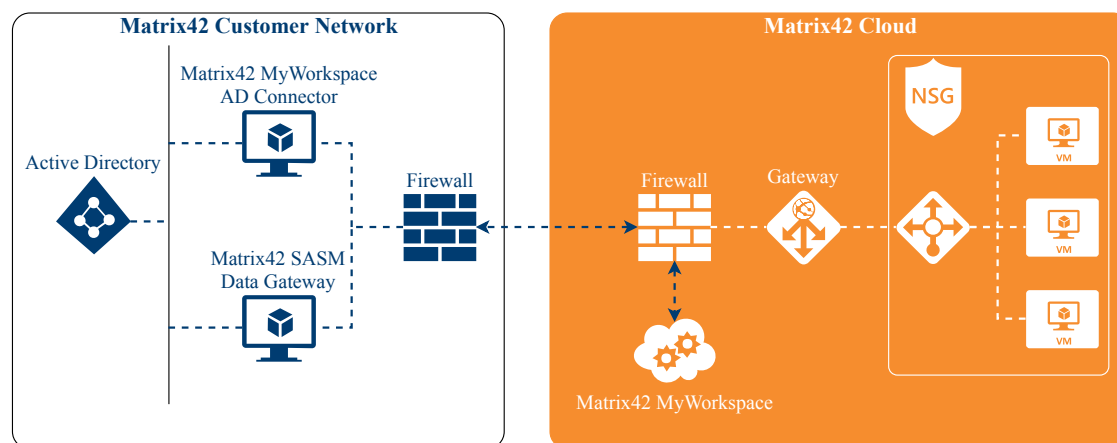 Matrix42 Customer Network
Matrix42 MyWorkspace
AD Connector
Active Directory
Firewall
Matrix42 SASM
Data Gateway
Matrix42 Cloud
NSG
VM
Firewall
Gateway
VM
VM
Matrix42 MyWorkspace